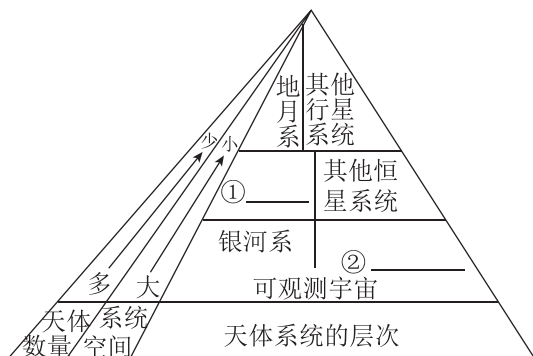 地月系
其他行星系统
少
小
①
其他恒星系统
银河系
②
多
大
可观测宇宙
天体数量
系统空间
天体系统的层次